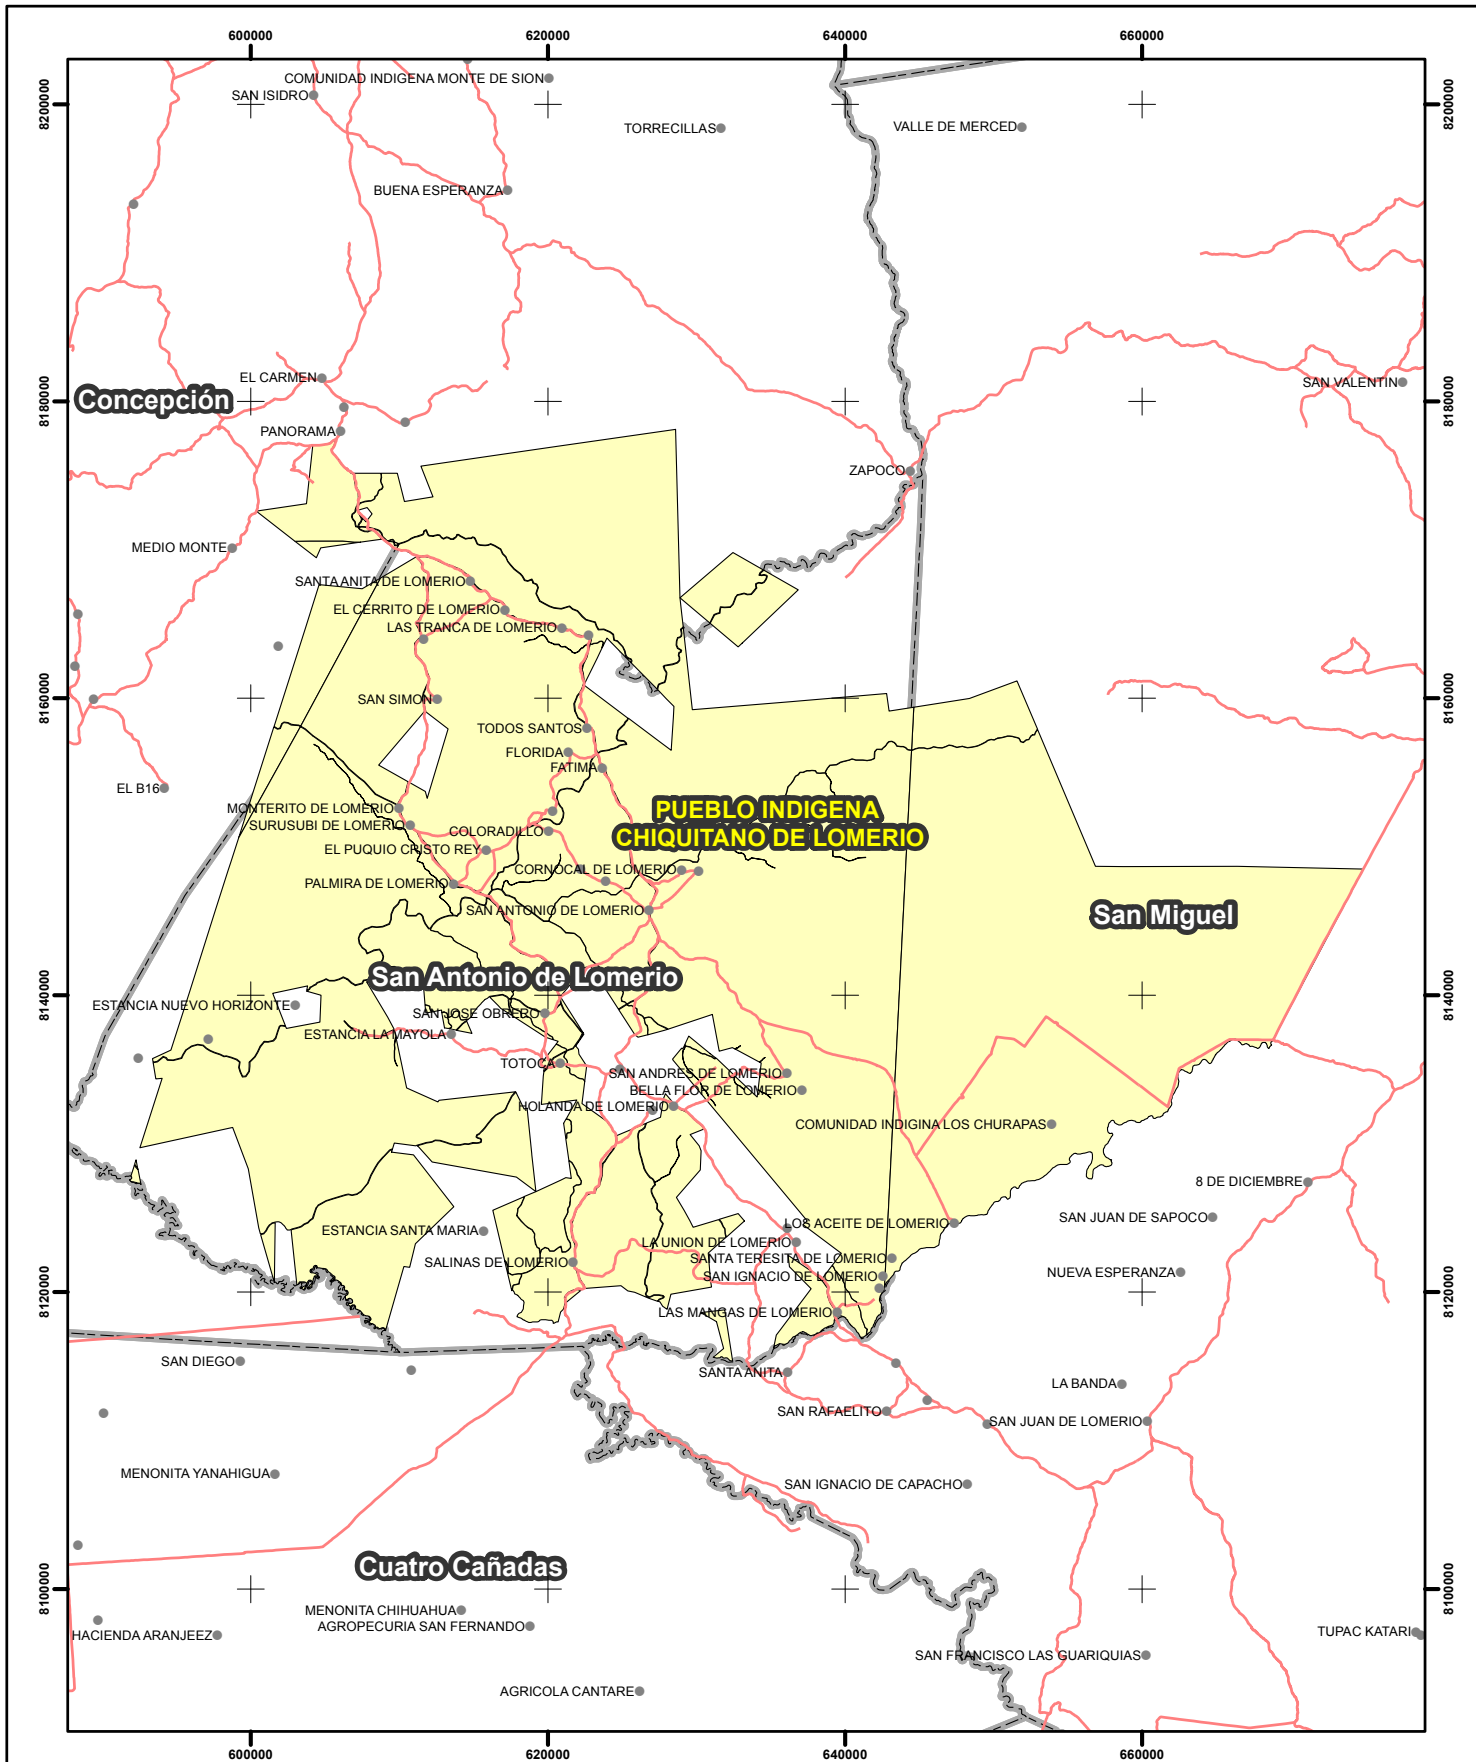 600000
620000
640000
660000
8200000
8200000
COMUNIDAD INDIGENA MONTE DE SION
SAN ISIDRO
TORRECILLAS
VALLE DE MERCED
BUENA ESPERANZA
EL CARMEN
SAN VALENTIN
Concepción
8180000
8180000
PANORAMA
ZAPOCO
MEDIO MONTE
SANTA ANITA DE LOMERIO
EL CERRITO DE LOMERIO
LAS TRANCA DE LOMERIO
SAN SIMON
8160000
8160000
TODOS SANTOS
FLORIDA
FATIMA
EL B16
MONTERITO DE LOMERIO
PUEBLO INDIGENA
CHIQUITANO DE LOMERIO
SURUSUBI DE LOMERIO
COLORADILLO
EL PUQUIO CRISTO REY
CORNOCAL DE LOMERIO
PALMIRA DE LOMERIO
SAN ANTONIO DE LOMERIO
San Miguel
San Antonio de Lomerio
8140000
8140000
ESTANCIA NUEVO HORIZONTE
SAN JOSE OBRERO
ESTANCIA LA MAYOLA
TOTOCA
SAN ANDRES DE LOMERIO
BELLA FLOR DE LOMERIO
HOLANDA DE LOMERIO
COMUNIDAD INDIGINA LOS CHURAPAS
8 DE DICIEMBRE
SAN JUAN DE SAPOCO
LOS ACEITE DE LOMERIO
ESTANCIA SANTA MARIA
LA UNION DE LOMERIO
SANTA TERESITA DE LOMERIO
SALINAS DE LOMERIO
NUEVA ESPERANZA
SAN IGNACIO DE LOMERIO
8120000
8120000
LAS MANGAS DE LOMERIO
SAN DIEGO
SANTA ANITA
LA BANDA
SAN RAFAELITO
SAN JUAN DE LOMERIO
MENONITA YANAHIGUA
SAN IGNACIO DE CAPACHO
Cuatro Cañadas
8100000
8100000
MENONITA CHIHUAHUA
AGROPECURIA SAN FERNANDO
HACIENDA ARANJEEZ
TUPAC KATARI
SAN FRANCISCO LAS GUARIQUIAS
AGRICOLA CANTARE
600000
620000
640000
660000